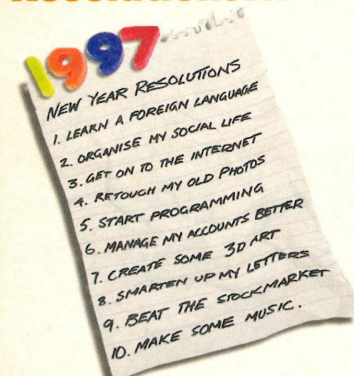 1997
NEW YEAR RESOLUTIONS
1. LEARN A FOREIGN LANGUAGE
2. ORGANISE MY SOCIAL LIFE
3. GET ON TO THE INTERNET
4. RETOUCH MY OLD PHOTOS
5. START PROGRAMMING
6. MANAGE MY ACCOUNTS BETTER
7. CREATE SOME 3D ART
8. SMARTEN UP MY LETTERS
9. BEAT THE STOCKMARKET
10. MAKE SOME MUSIC.